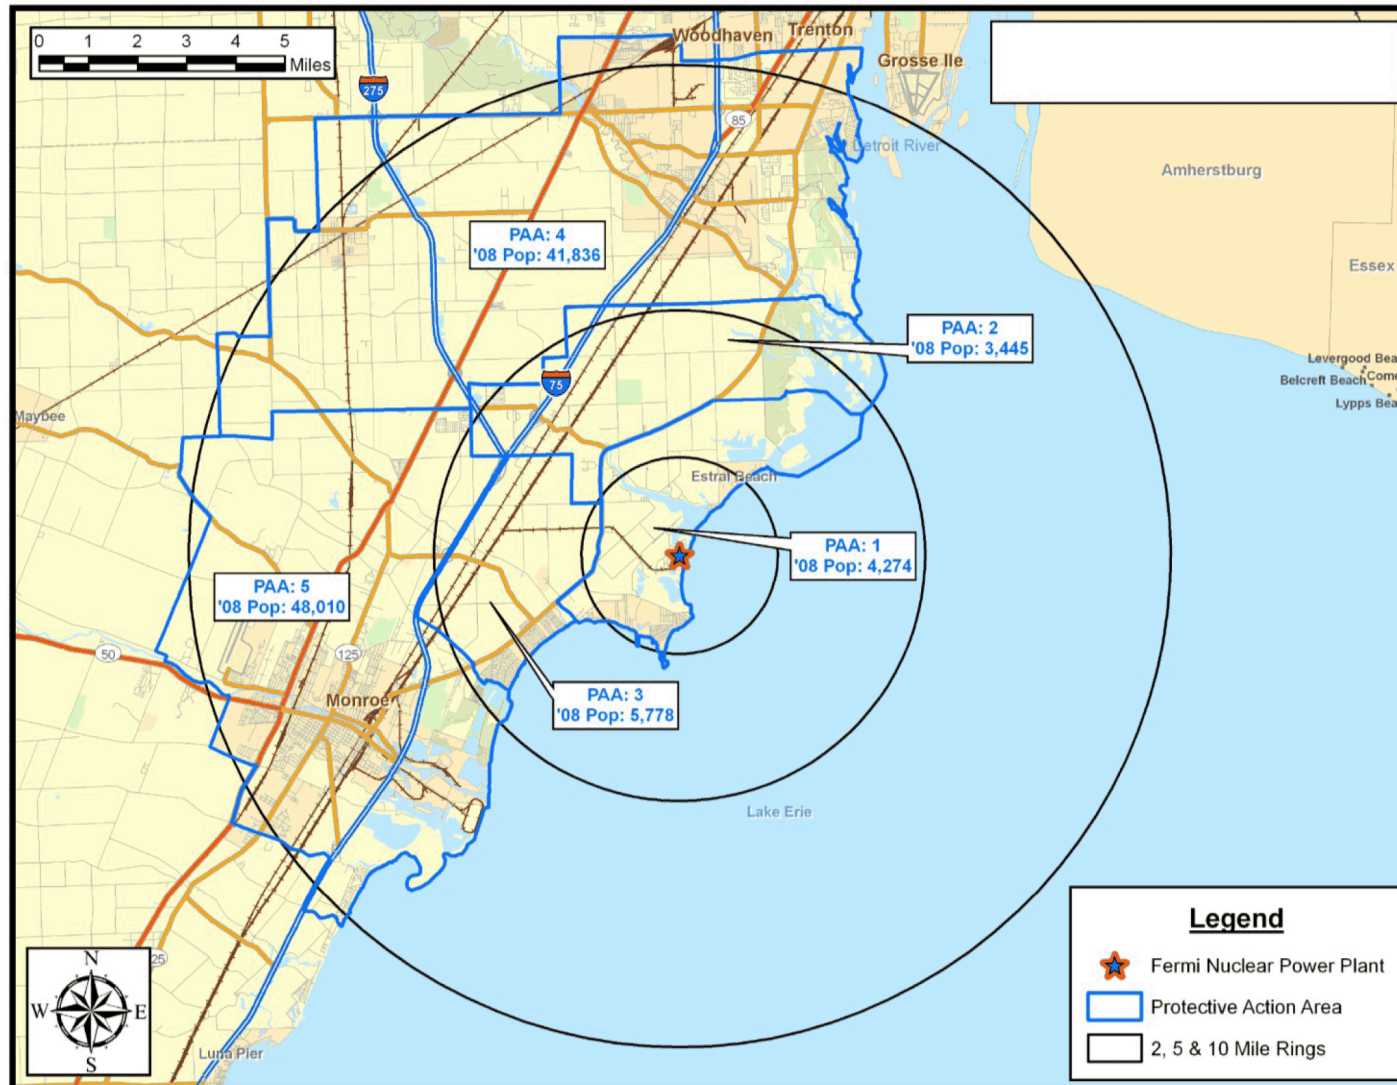 0 1 2 3 4 5
Miles
Woodhaven
Trenton
Grosse Ile
275
85
Detroit River
Amherstburg
PAA: 4
'08 Pop: 41,836
Essex
PAA: 2
'08 Pop: 3,445
Levergood Bea
Come
Belcreft Beach
Lypps Bea
75
Maybee
Estral Beach
PAA: 1
'08 Pop: 4,274
PAA: 5
'08 Pop: 48,010
50
125
Monroe
PAA: 3
'08 Pop: 5,778
Lake Erie
25
Luna Pier
N
W E
S
Legend
Fermi Nuclear Power Plant
Protective Action Area
2, 5 & 10 Mile Rings